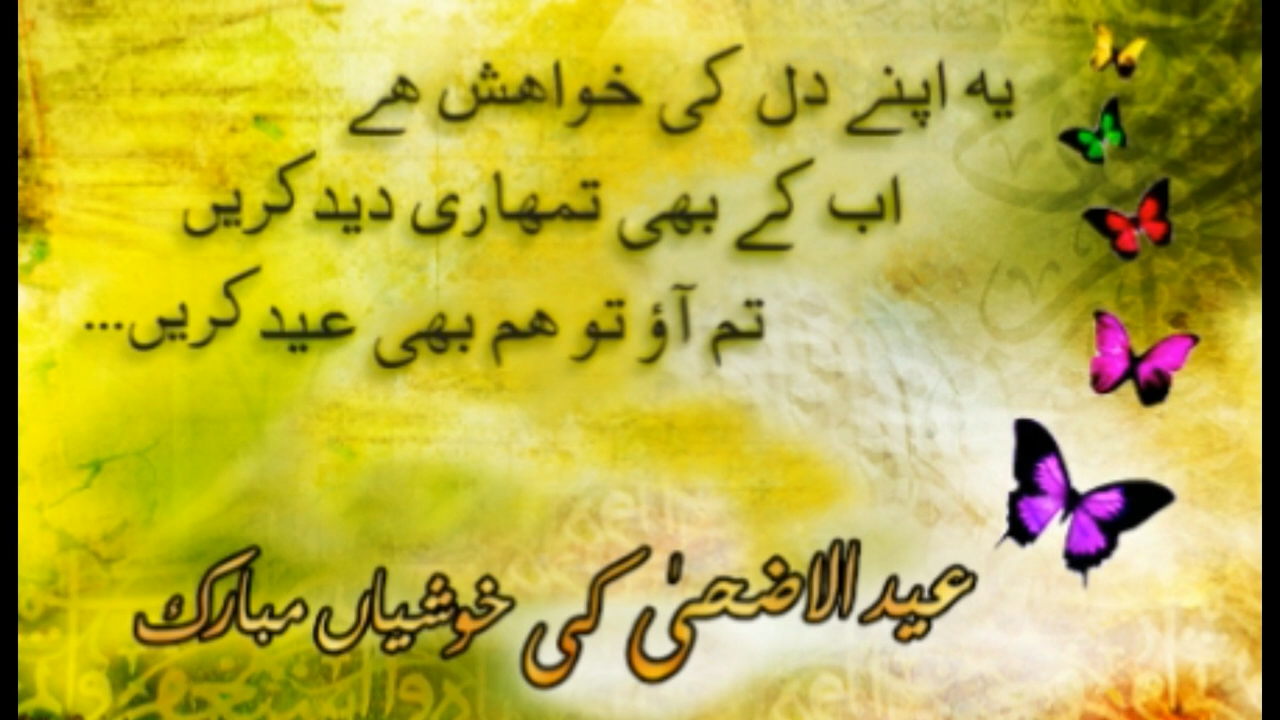 یہ اپنے دل کی خواہش ہے
اب کے بھی تمہاری دید کریں
تم آؤ تو ہم بھی عید کریں...
عید الاضحیٰ کی خوشیاں مبارک